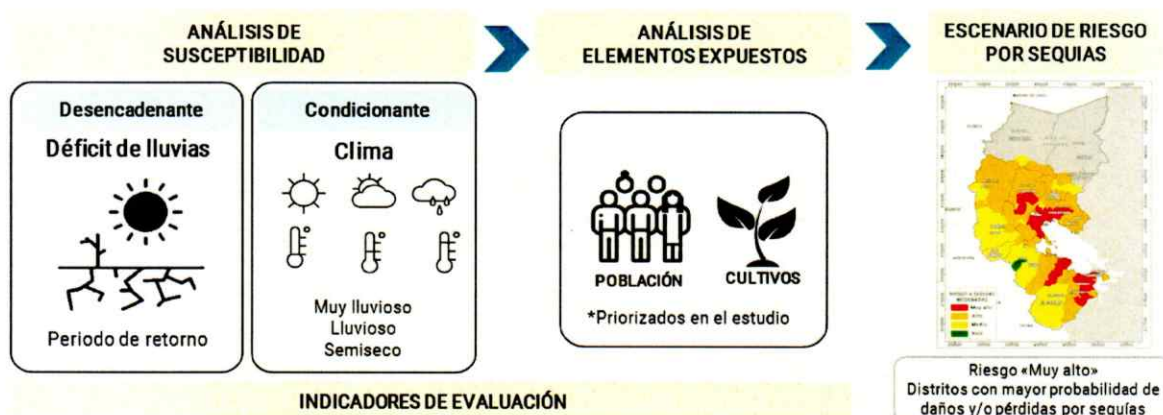 ANÁLISIS DE
SUSCEPTIBILIDAD
Desencadenante
Déficit de lluvias
Periodo de retorno
Condicionante
Clima
Muy lluvioso
Lluvioso
Semiseco
ANÁLISIS DE
ELEMENTOS EXPUESTOS
POBLACIÓN
CULTIVOS
*Priorizados en el estudio
ESCENARIO DE RIESGO
POR SEQUIAS
Muy alto
Riesgo «Muy alto»
Distritos con mayor probabilidad de
daños y/o pérdidas por sequías
INDICADORES DE EVALUACIÓN